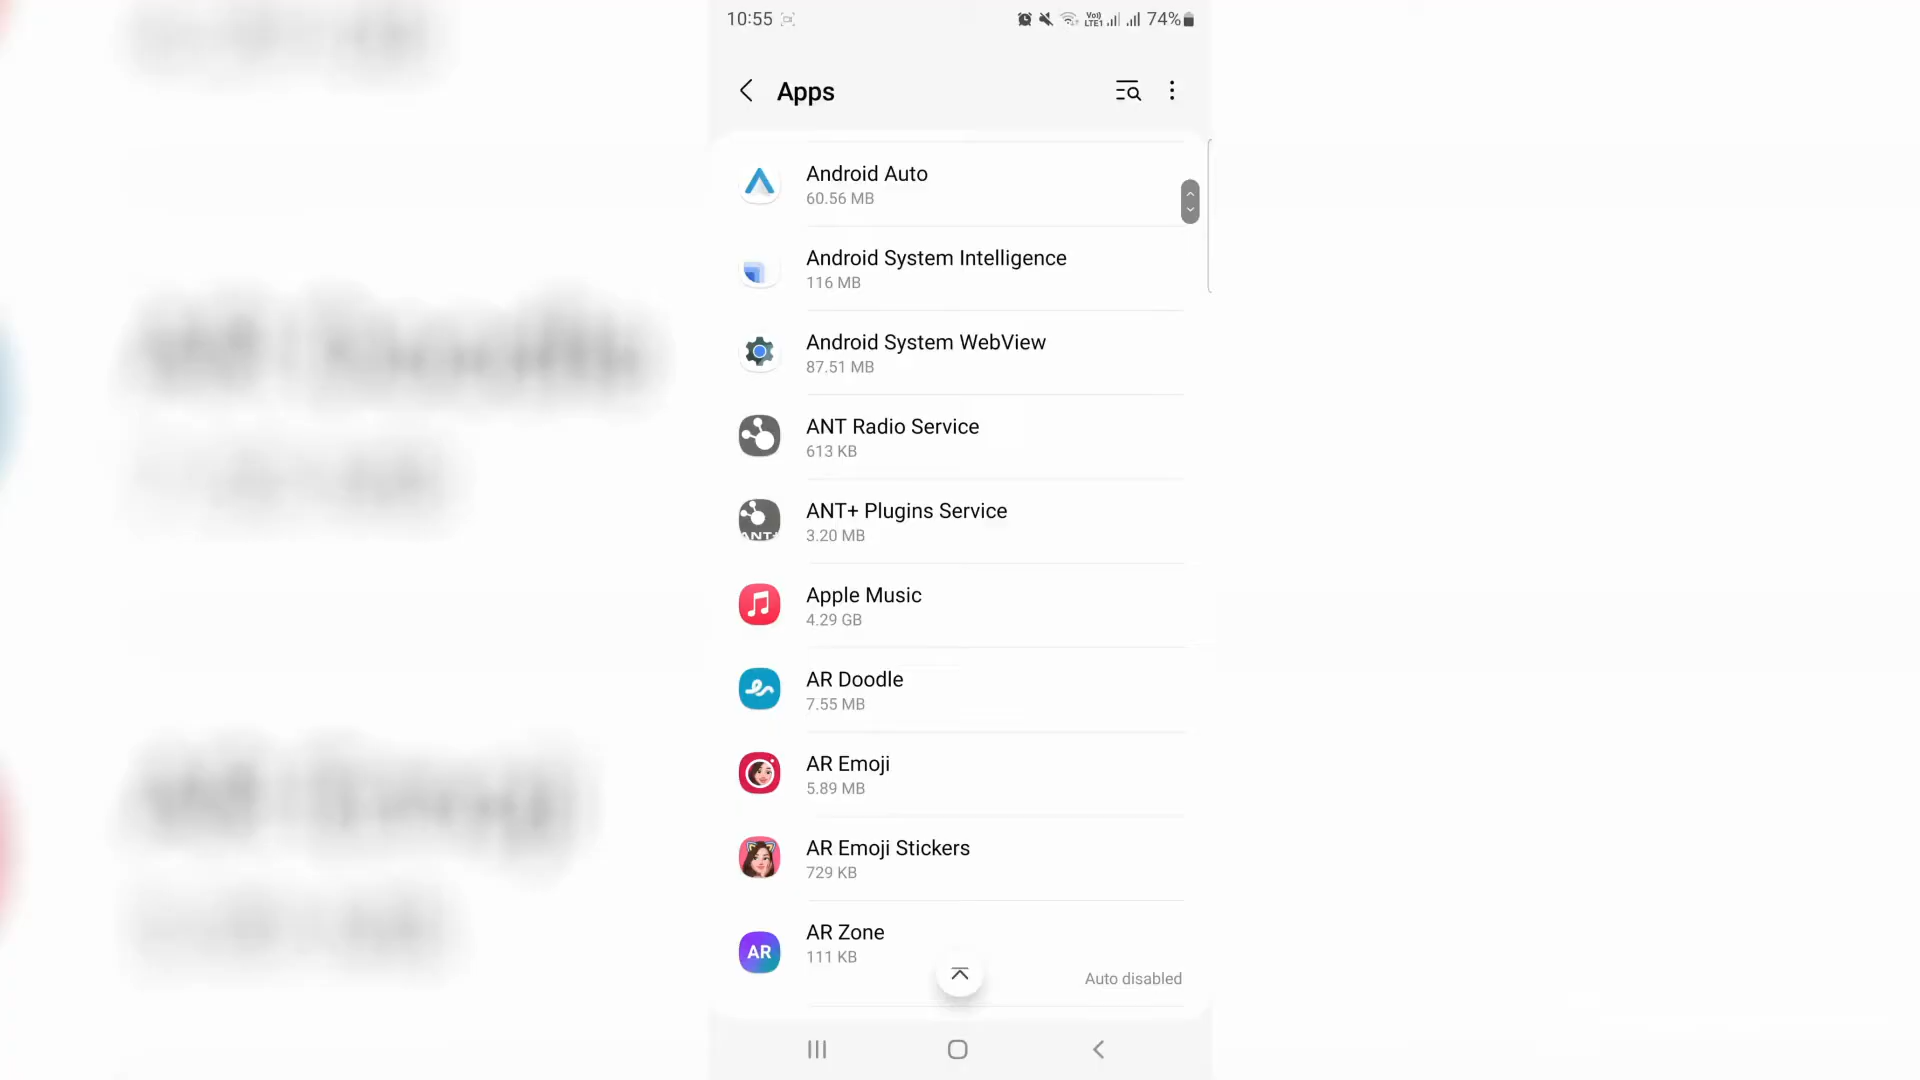 10:55
Vo)) LTE1 74%
Apps
Android Auto
60.56 MB
Android System Intelligence
116 MB
Android System WebView
87.51 MB
ANT Radio Service
613 KB
ANT+ Plugins Service
3.20 MB
ANT+
Apple Music
4.29 GB
AR Doodle
7.55 MB
AR Emoji
5.89 MB
AR Emoji Stickers
729 KB
AR Zone
AR
111 KB
Auto disabled